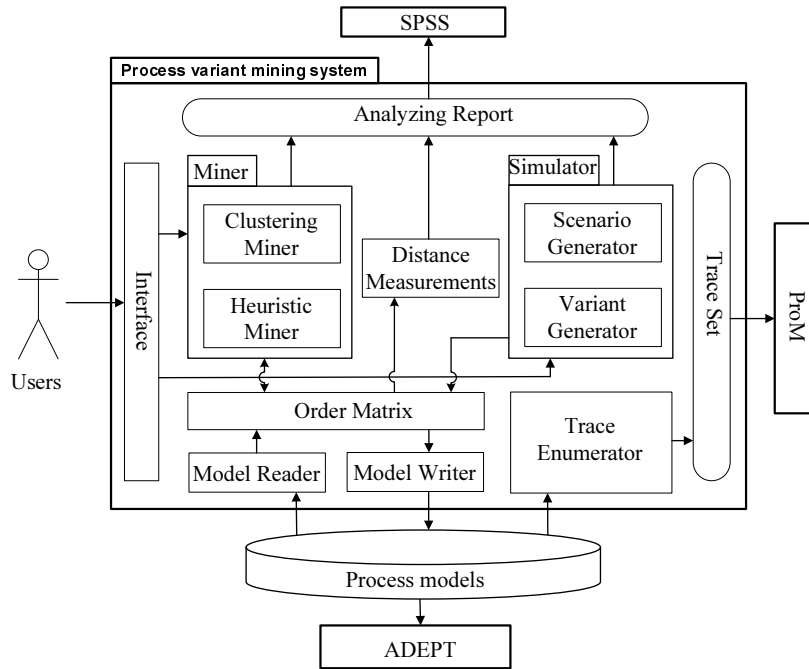 SPSS
Process variant mining system
Analyzing Report
Miner
Simulator
Clustering
Miner
Scenario
Generator
Distance
Measurements
Heuristic
Miner
Variant
Generator
Interface
Trace Set
ProM
Users
Order Matrix
Trace
Enumerator
Model Reader
Model Writer
Process models
ADEPT